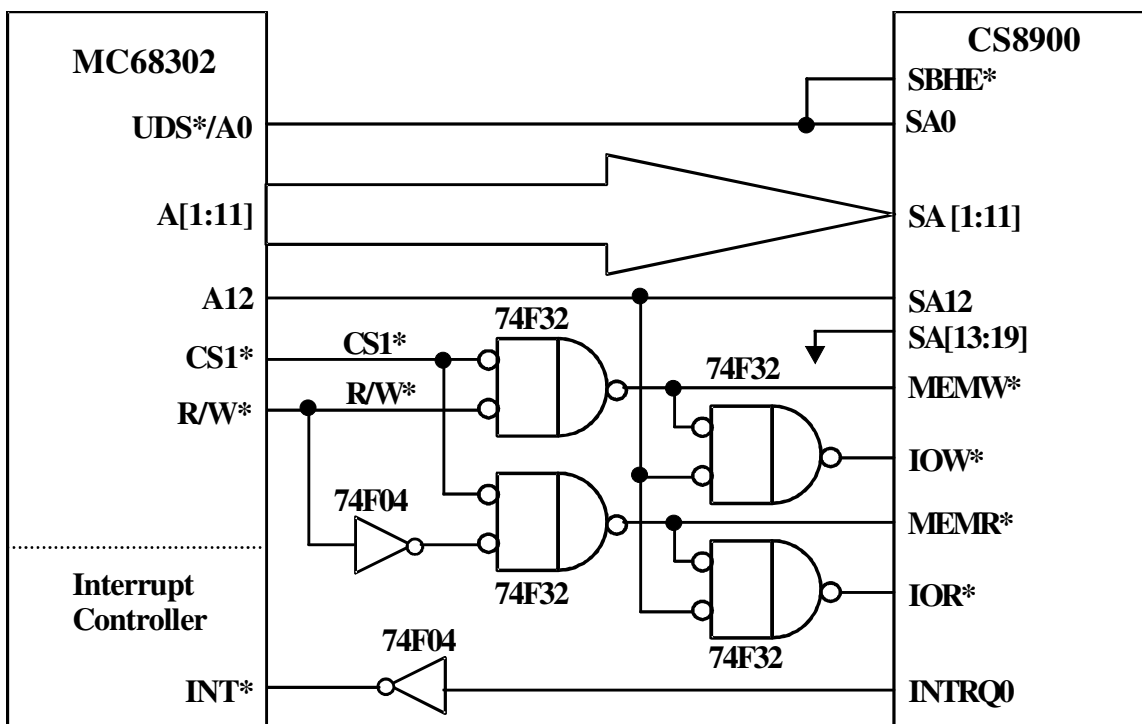 MC68302
CS8900
SBHE*
UDS*/A0
SA0
A[1:11]
SA [1:11]
A12
SA12
74F32
SA[13:19]
CS1*
CS1*
74F32
MEMW*
R/W*
R/W*
IOW*
74F04
MEMR*
Interrupt
Controller
74F32
IOR*
74F04
74F32
INT*
INTRQ0